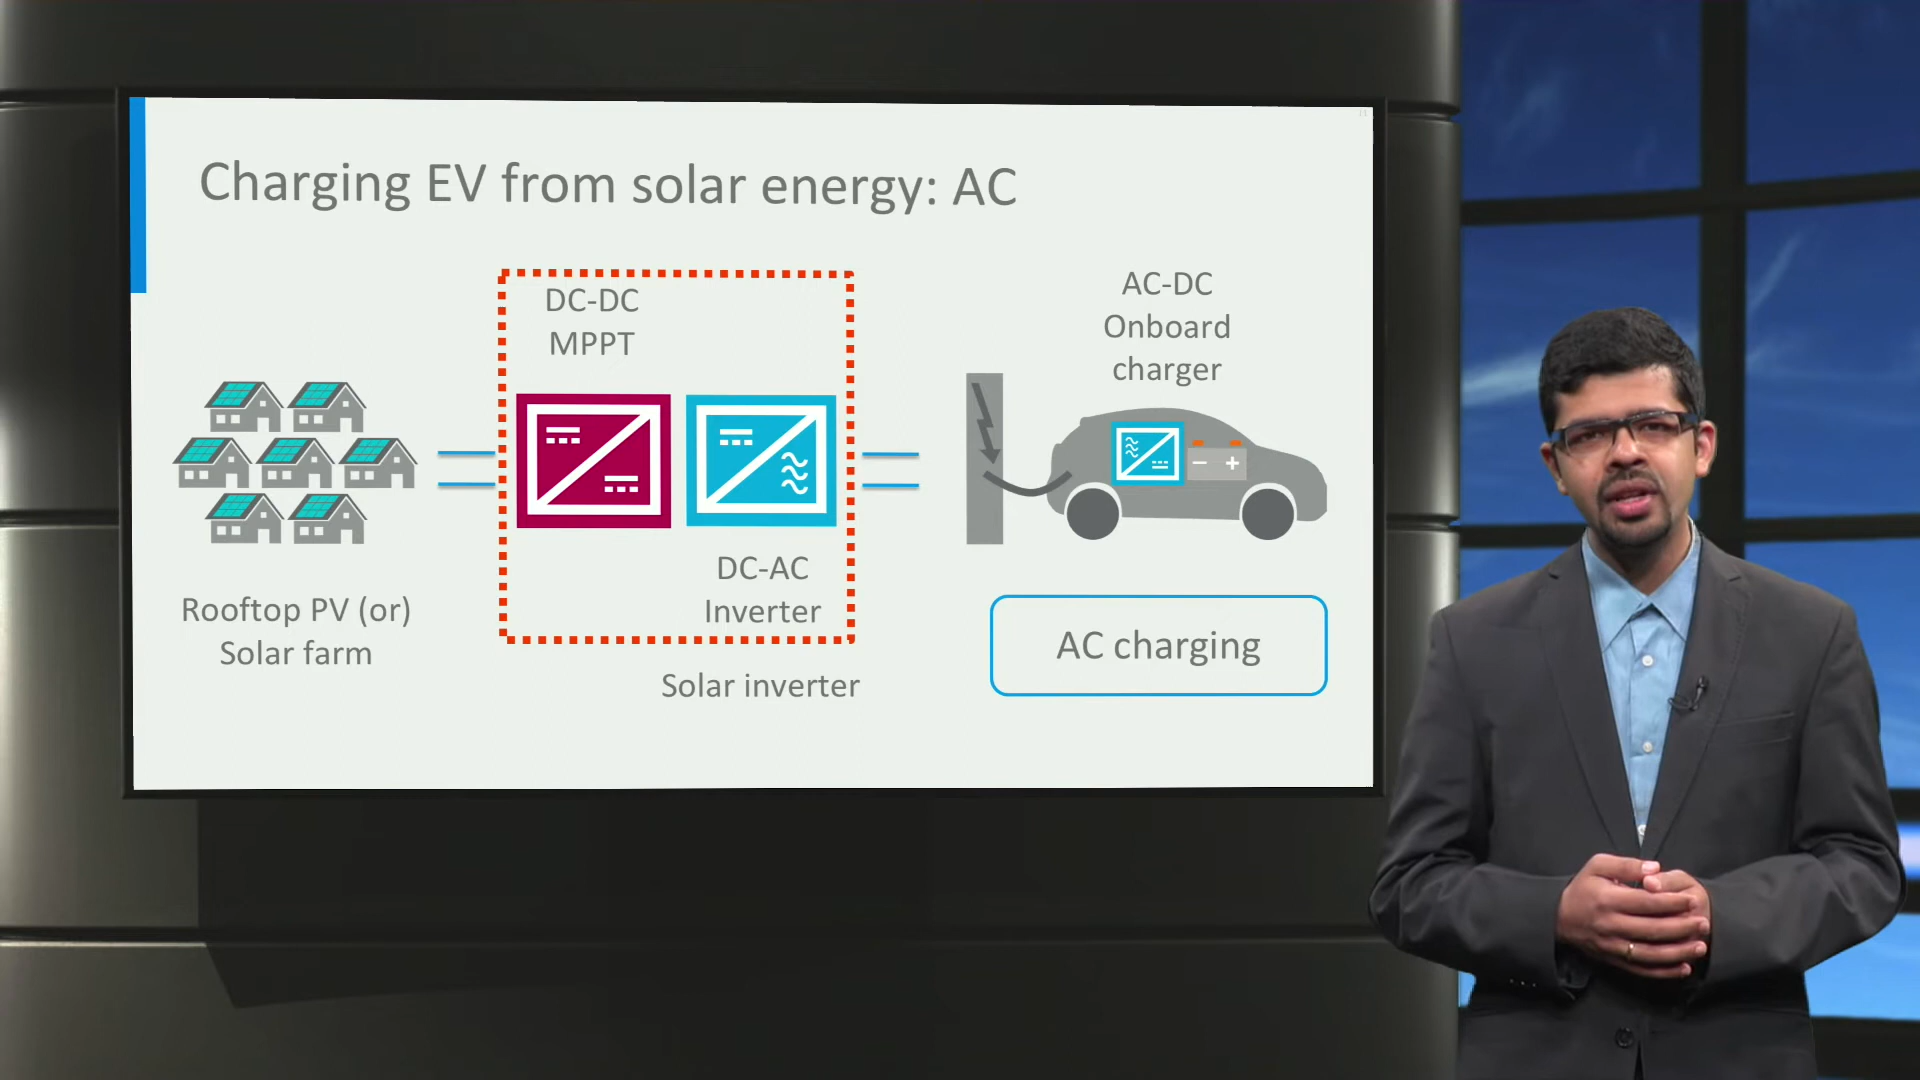 Charging EV from solar energy: AC
DC-DC
MPPT
AC-DC
Onboard
charger
DC-AC
Inverter
Rooftop PV (or)
Solar farm
Solar inverter
AC charging